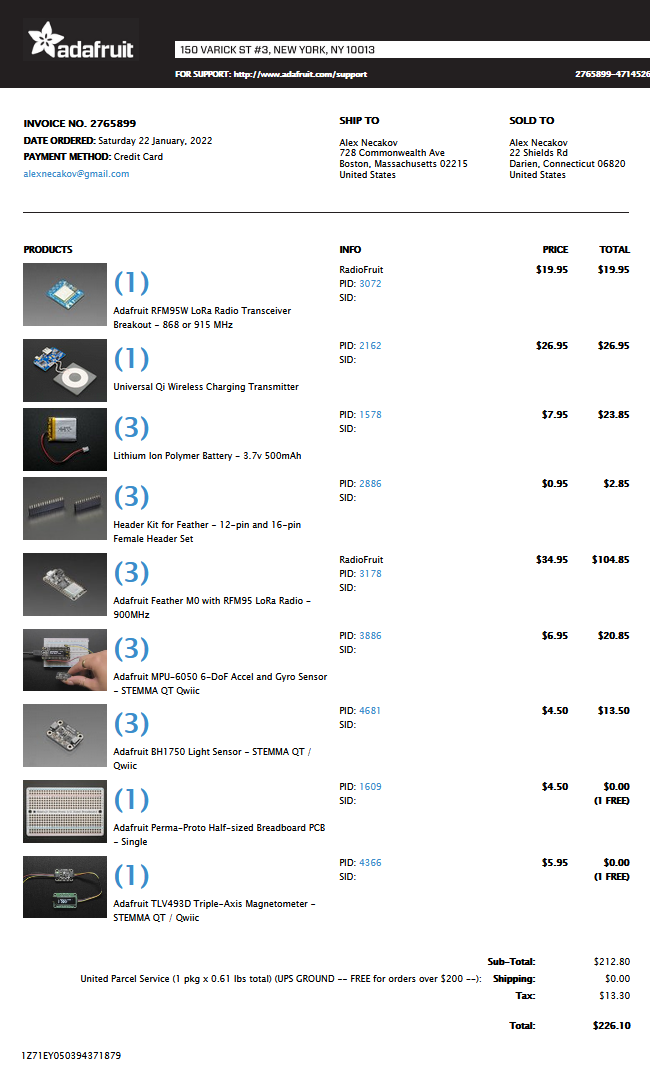 adafruit
150 VARICK ST #3, NEW YORK, NY 10013
FOR SUPPORT: http://www.adafruit.com/support 2765899-4714526
INVOICE NO. 2765899
DATE ORDERED: Saturday 22 January, 2022
PAYMENT METHOD: Credit Card
alexnecakov@gmail.com
SHIP TO
Alex Necakov
728 Commonwealth Ave
Boston, Massachusetts 02215
United States
SOLD TO
Alex Necakov
22 Shields Rd
Darien, Connecticut 06820
United States
PRODUCTS INFO PRICE TOTAL
(1)
Adafruit RFM95W LoRa Radio Transceiver
Breakout - 868 or 915 MHz
RadioFruit
PID: 3072
SID:
$19.95 $19.95
(1)
Universal Qi Wireless Charging Transmitter
PID: 2162
SID:
$26.95 $26.95
(3)
Lithium Ion Polymer Battery - 3.7v 500mAh
PID: 1578
SID:
$7.95 $23.85
(3)
Header Kit for Feather - 12-pin and 16-pin
Female Header Set
PID: 2886
SID:
$0.95 $2.85
(3)
Adafruit Feather M0 with RFM95 LoRa Radio -
900MHz
RadioFruit
PID: 3178
SID:
$34.95 $104.85
(3)
Adafruit MPU-6050 6-DoF Accel and Gyro Sensor
- STEMMA QT Qwiic
PID: 3886
SID:
$6.95 $20.85
(3)
Adafruit BH1750 Light Sensor - STEMMA QT /
Qwiic
PID: 4681
SID:
$4.50 $13.50
(1)
Adafruit Perma-Proto Half-sized Breadboard PCB
- Single
PID: 1609
SID:
$4.50 $0.00
(1 FREE)
(1)
Adafruit TLV493D Triple-Axis Magnetometer -
STEMMA QT / Qwiic
PID: 4366
SID:
$5.95 $0.00
(1 FREE)
Sub-Total: $212.80
United Parcel Service (1 pkg x 0.61 lbs total) (UPS GROUND -- FREE for orders over $200 --): Shipping: $0.00
Tax: $13.30
Total: $226.10
1Z71EY050394371879